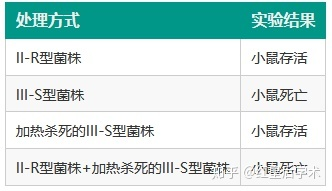 处理方式 实验结果
II-R型菌株 小鼠存活
III-S型菌株 小鼠死亡
加热杀死的III-S型菌株 小鼠存活
II-R型菌株+加热杀死的III-S型菌株 小鼠死亡